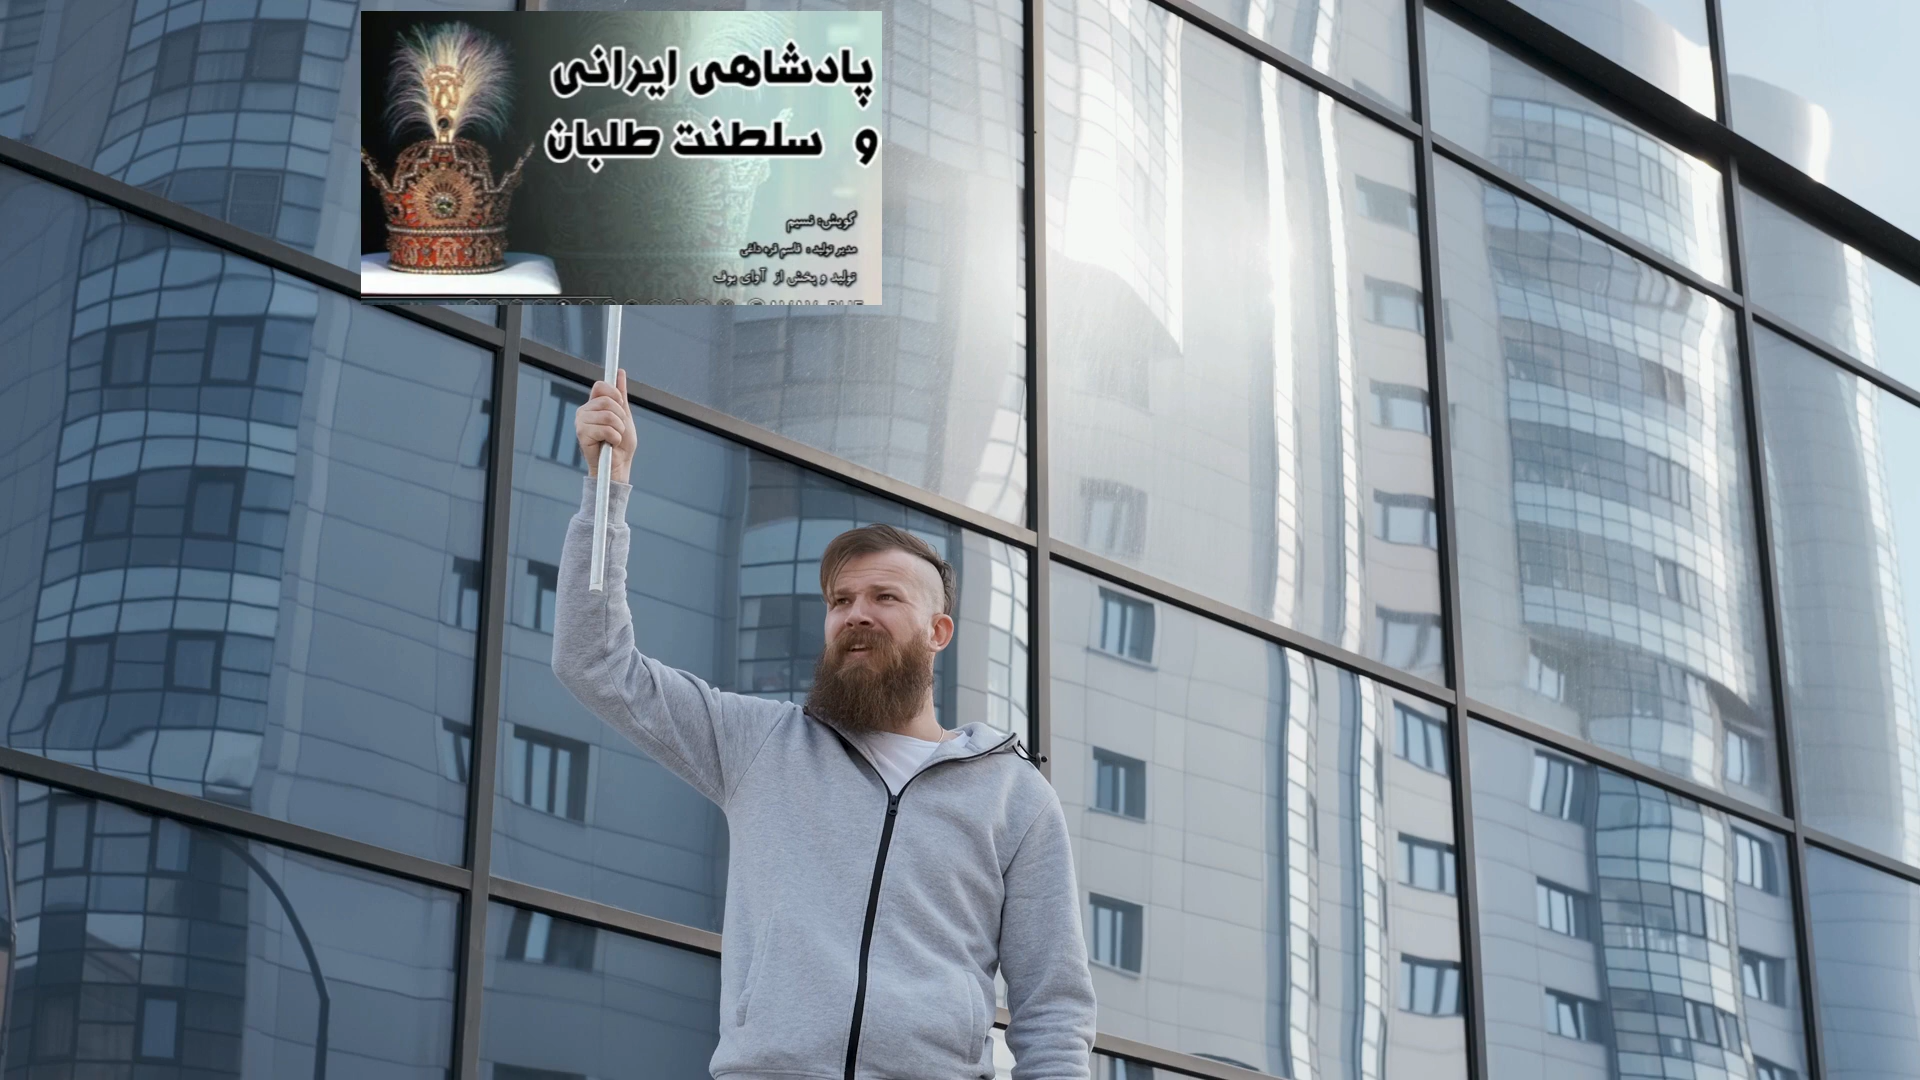 پادشاهی ایرانی
و سلطنت طلبان
گویش: نسیم
مدیر تولید : قاسم قره داغی
تولید و پخش از آوای بوف